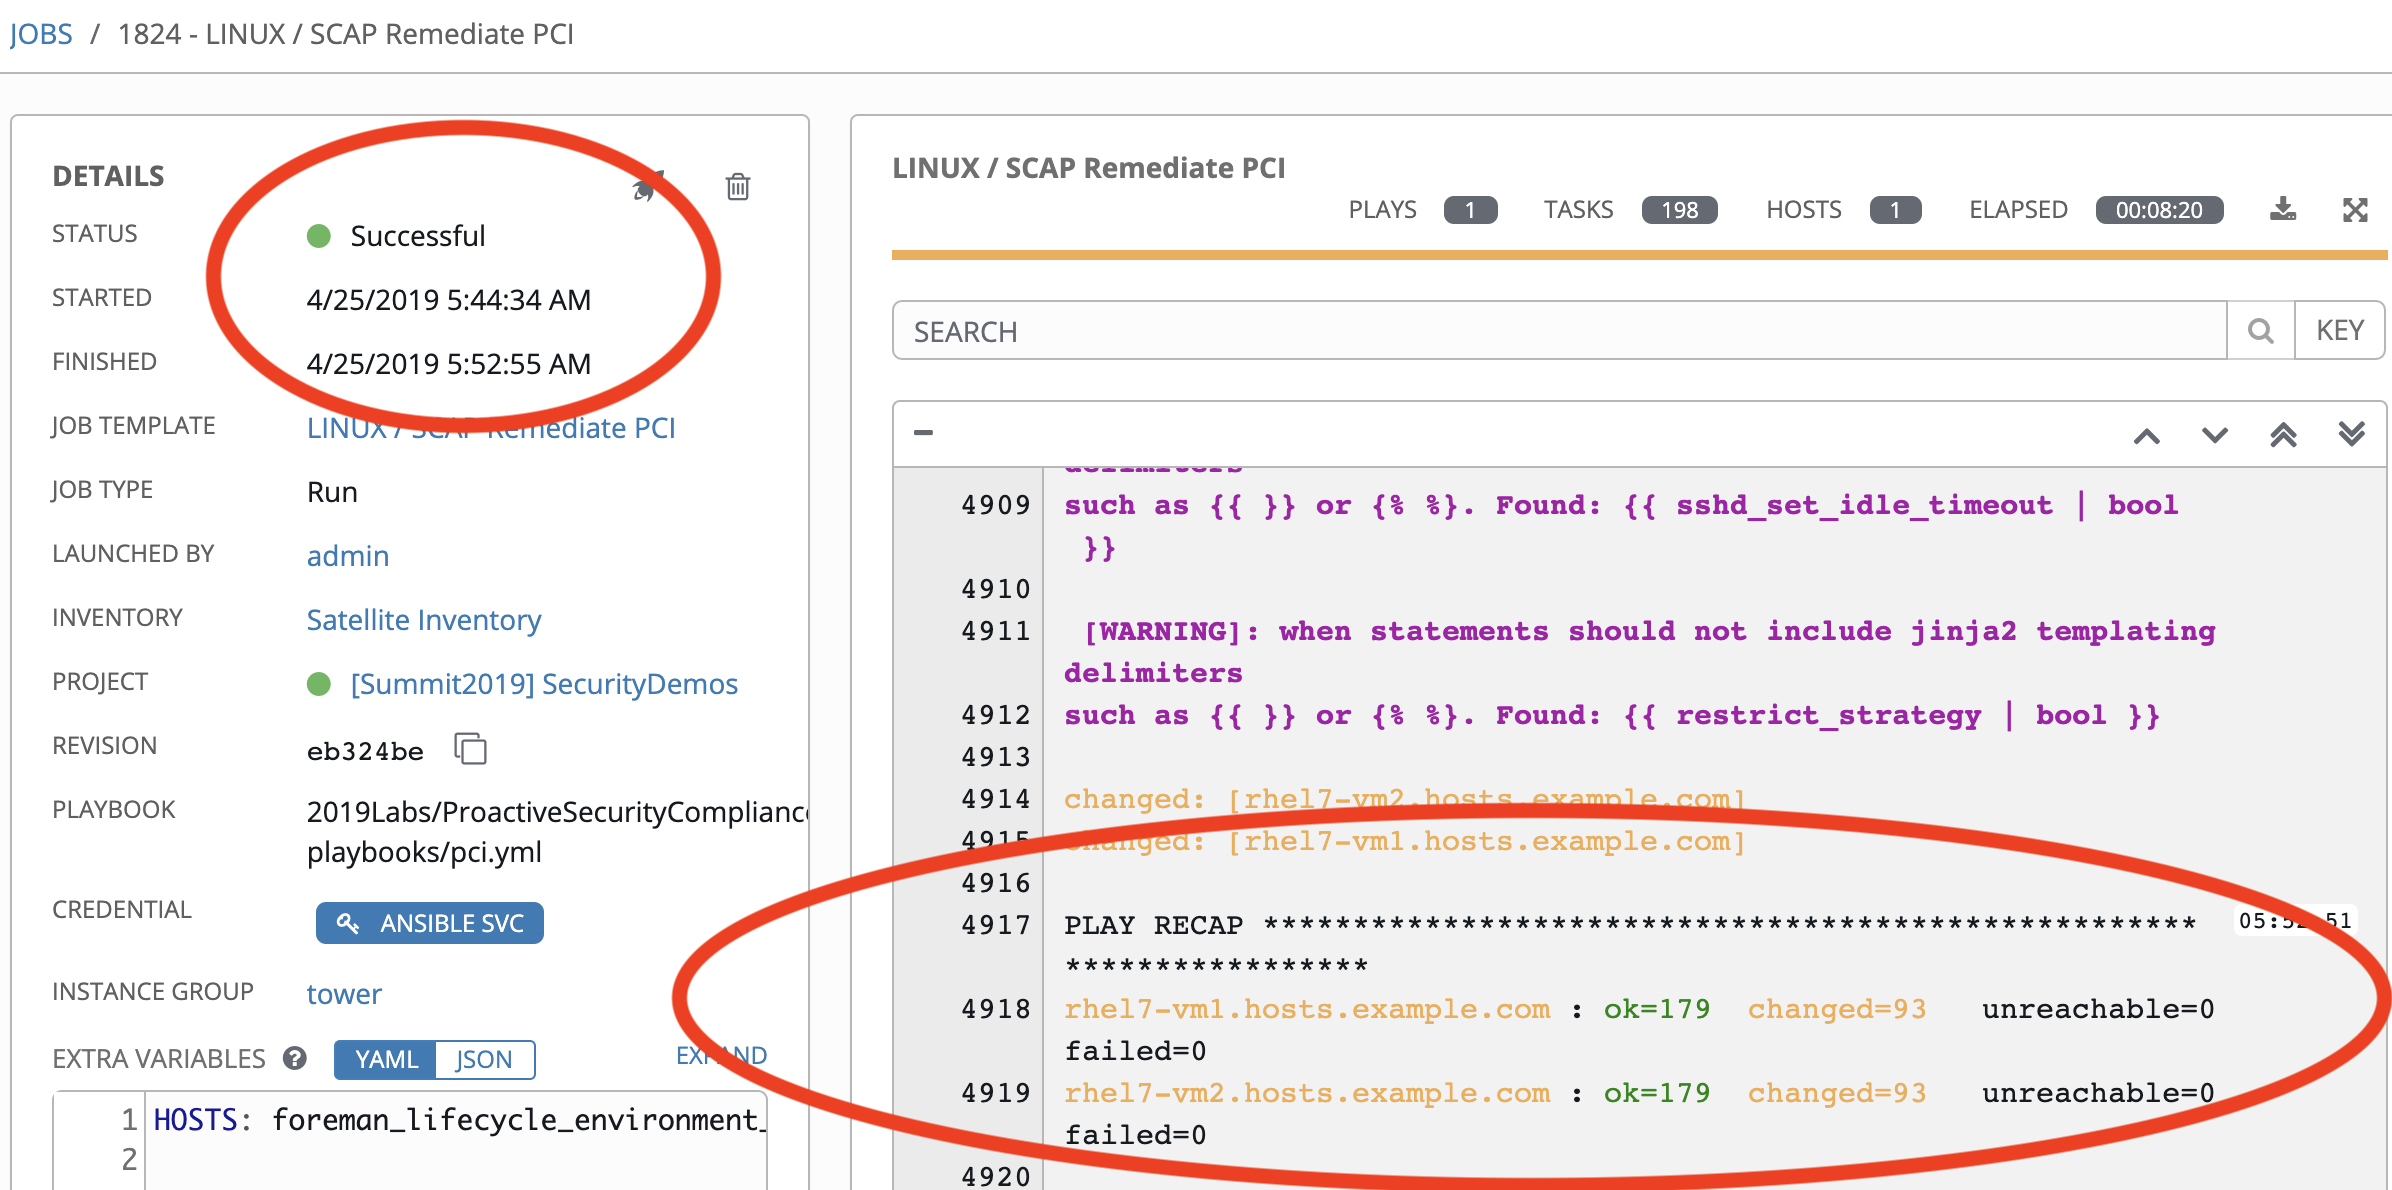 JOBS / 1824 - LINUX / SCAP Remediate PCI
DETAILS
STATUS Successful
STARTED 4/25/2019 5:44:34 AM
FINISHED 4/25/2019 5:52:55 AM
JOB TEMPLATE LINUX / SCAP Remediate PCI
JOB TYPE Run
LAUNCHED BY admin
INVENTORY Satellite Inventory
PROJECT [Summit2019] SecurityDemos
REVISION eb324be
PLAYBOOK 2019Labs/ProactiveSecurityCompliance
playbooks/pci.yml
CREDENTIAL ANSIBLE SVC
INSTANCE GROUP tower
EXTRA VARIABLES ? YAML JSON EXPAND
1 HOSTS: foreman_lifecycle_environment_
2
LINUX / SCAP Remediate PCI
PLAYS 1 TASKS 198 HOSTS 1 ELAPSED 00:08:20
SEARCH KEY
delimiters
4909 such as {{ }} or {% %}. Found: {{ sshd_set_idle_timeout | bool
}}
4910
4911 [WARNING]: when statements should not include jinja2 templating
delimiters
4912 such as {{ }} or {% %}. Found: {{ restrict_strategy | bool }}
4913
4914 changed: [rhel7-vm2.hosts.example.com]
4915 changed: [rhel7-vm1.hosts.example.com]
4916
4917 PLAY RECAP **************************************************** 05:52:51
*****************
4918 rhel7-vm1.hosts.example.com : ok=179 changed=93 unreachable=0
failed=0
4919 rhel7-vm2.hosts.example.com : ok=179 changed=93 unreachable=0
failed=0
4920